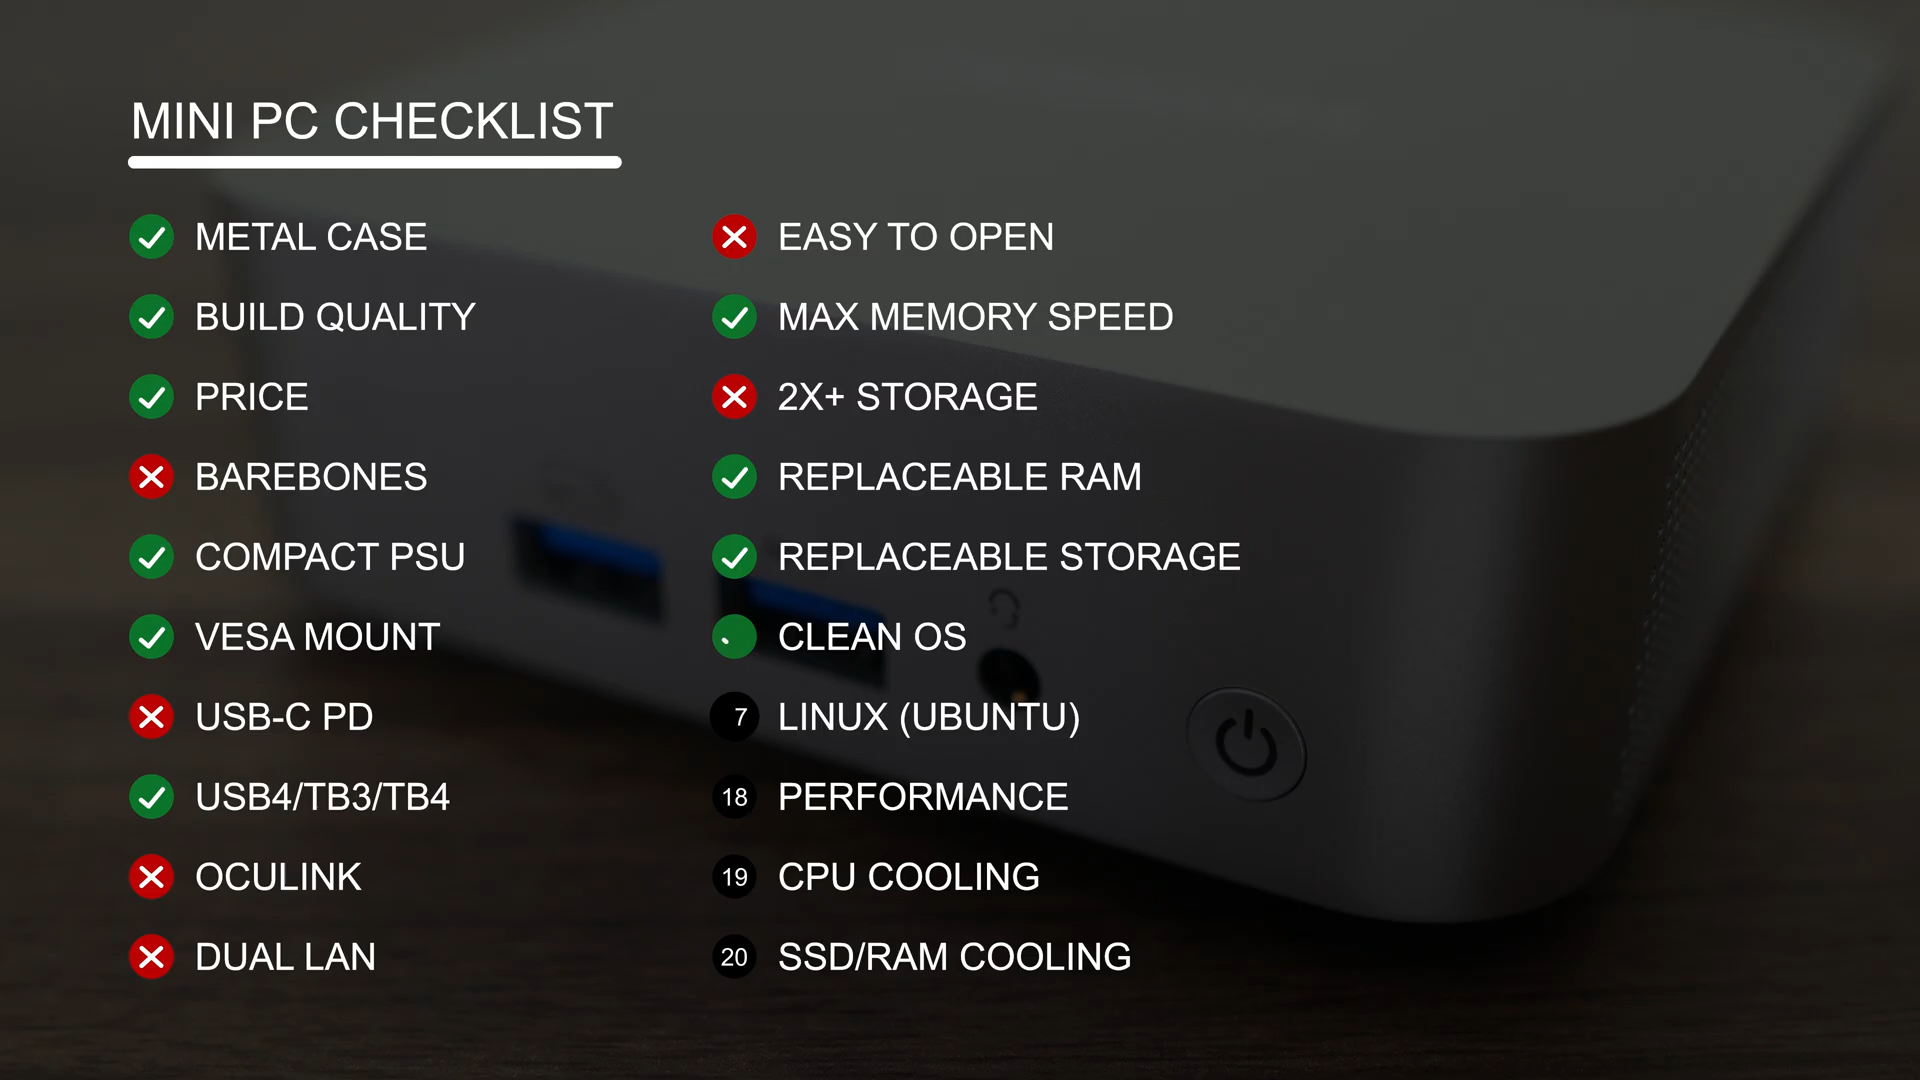 MINI PC CHECKLIST
METAL CASE
BUILD QUALITY
PRICE
BAREBONES
COMPACT PSU
VESA MOUNT
USB-C PD
USB4/TB3/TB4
OCULINK
DUAL LAN
EASY TO OPEN
MAX MEMORY SPEED
2X+ STORAGE
REPLACEABLE RAM
REPLACEABLE STORAGE
CLEAN OS
7 LINUX (UBUNTU)
18 PERFORMANCE
19 CPU COOLING
20 SSD/RAM COOLING